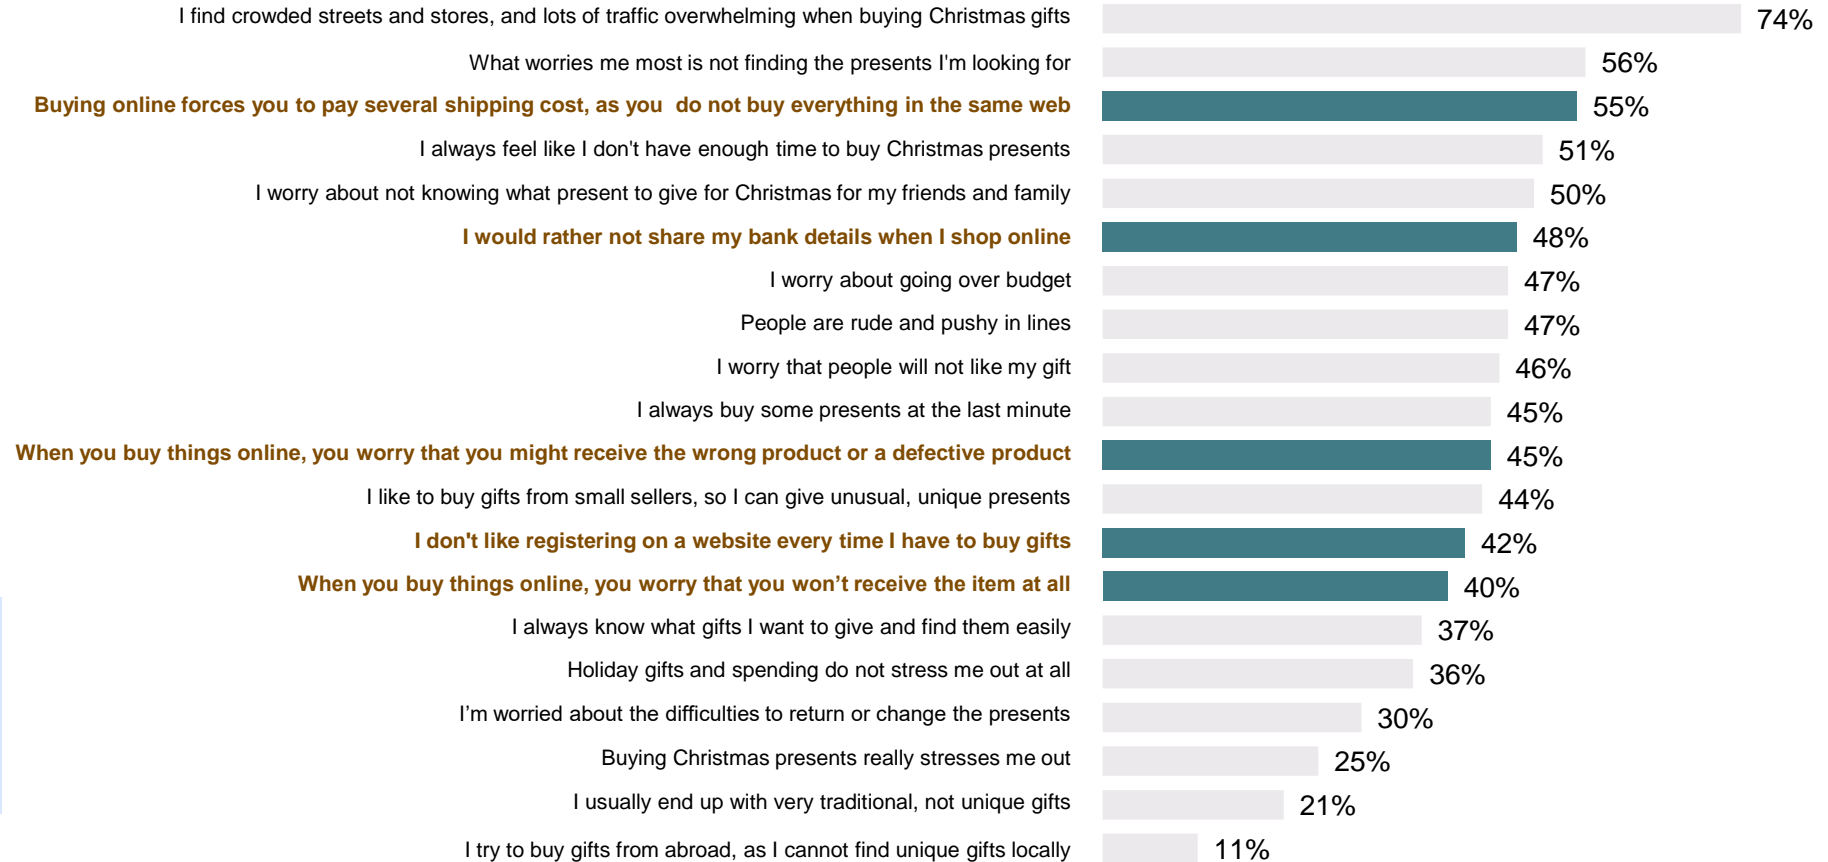 I find crowded streets and stores, and lots of traffic overwhelming when buying Christmas gifts 74%
What worries me most is not finding the presents I'm looking for 56%
Buying online forces you to pay several shipping cost, as you do not buy everything in the same web 55%
I always feel like I don't have enough time to buy Christmas presents 51%
I worry about not knowing what present to give for Christmas for my friends and family 50%
I would rather not share my bank details when I shop online 48%
I worry about going over budget 47%
People are rude and pushy in lines 47%
I worry that people will not like my gift 46%
I always buy some presents at the last minute 45%
When you buy things online, you worry that you might receive the wrong product or a defective product 45%
I like to buy gifts from small sellers, so I can give unusual, unique presents 44%
I don't like registering on a website every time I have to buy gifts 42%
When you buy things online, you worry that you won’t receive the item at all 40%
I always know what gifts I want to give and find them easily 37%
Holiday gifts and spending do not stress me out at all 36%
I’m worried about the difficulties to return or change the presents 30%
Buying Christmas presents really stresses me out 25%
I usually end up with very traditional, not unique gifts 21%
I try to buy gifts from abroad, as I cannot find unique gifts locally 11%